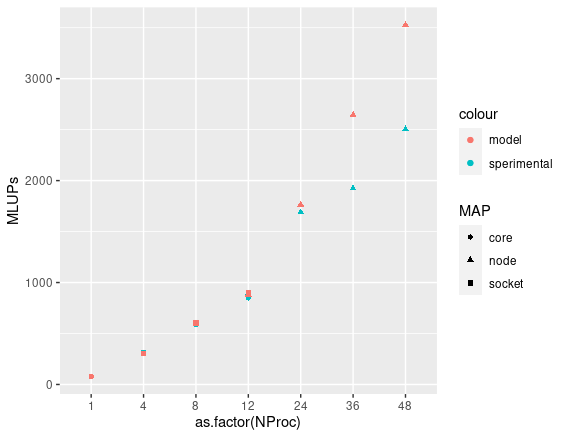 3000
2000
1000
0
MLUPs
1 4 8 12 24 36 48
as.factor(NProc)
colour
model
sperimental
MAP
core
node
socket